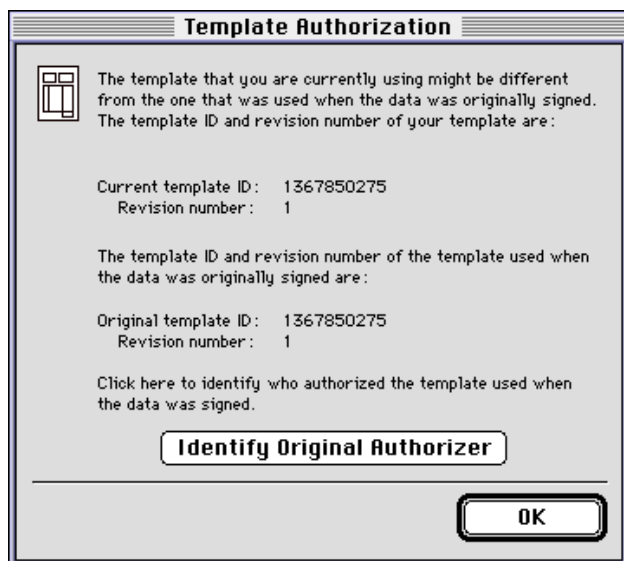 Template Authorization
The template that you are currently using might be different
from the one that was used when the data was originally signed.
The template ID and revision number of your template are:
Current template ID: 1367850275
Revision number: 1
The template ID and revision number of the template used when
the data was originally signed are:
Original template ID: 1367850275
Revision number: 1
Click here to identify who authorized the template used when
the data was signed.
Identify Original Authorizer
OK